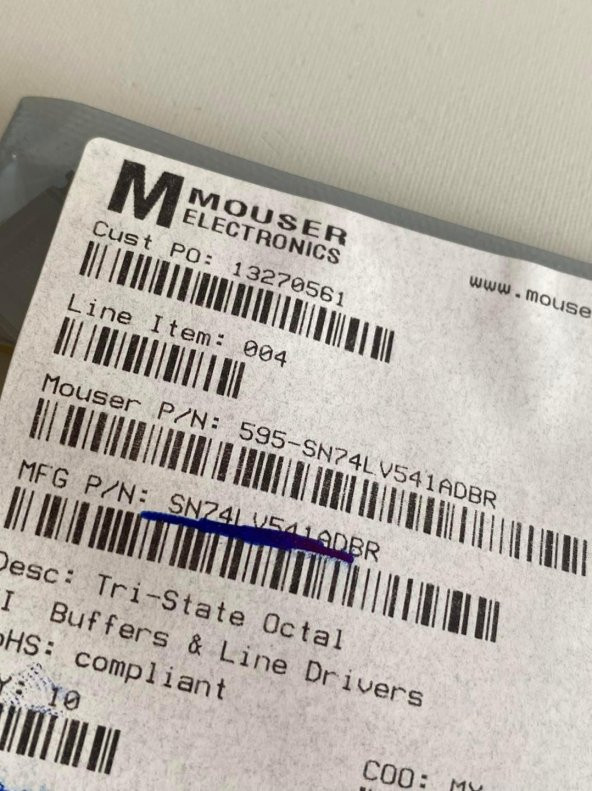 M MOUSER
ELECTRONICS
www.mouse
Cust PO: 13270561
Line Item: 004
Mouser P/N: 595-SN74LV541ADBR
MFG P/N: SN74LV541ADBR
Desc: Tri-State Octal
I Buffers & Line Drivers
oHS: compliant
Y: 10
COO: MY